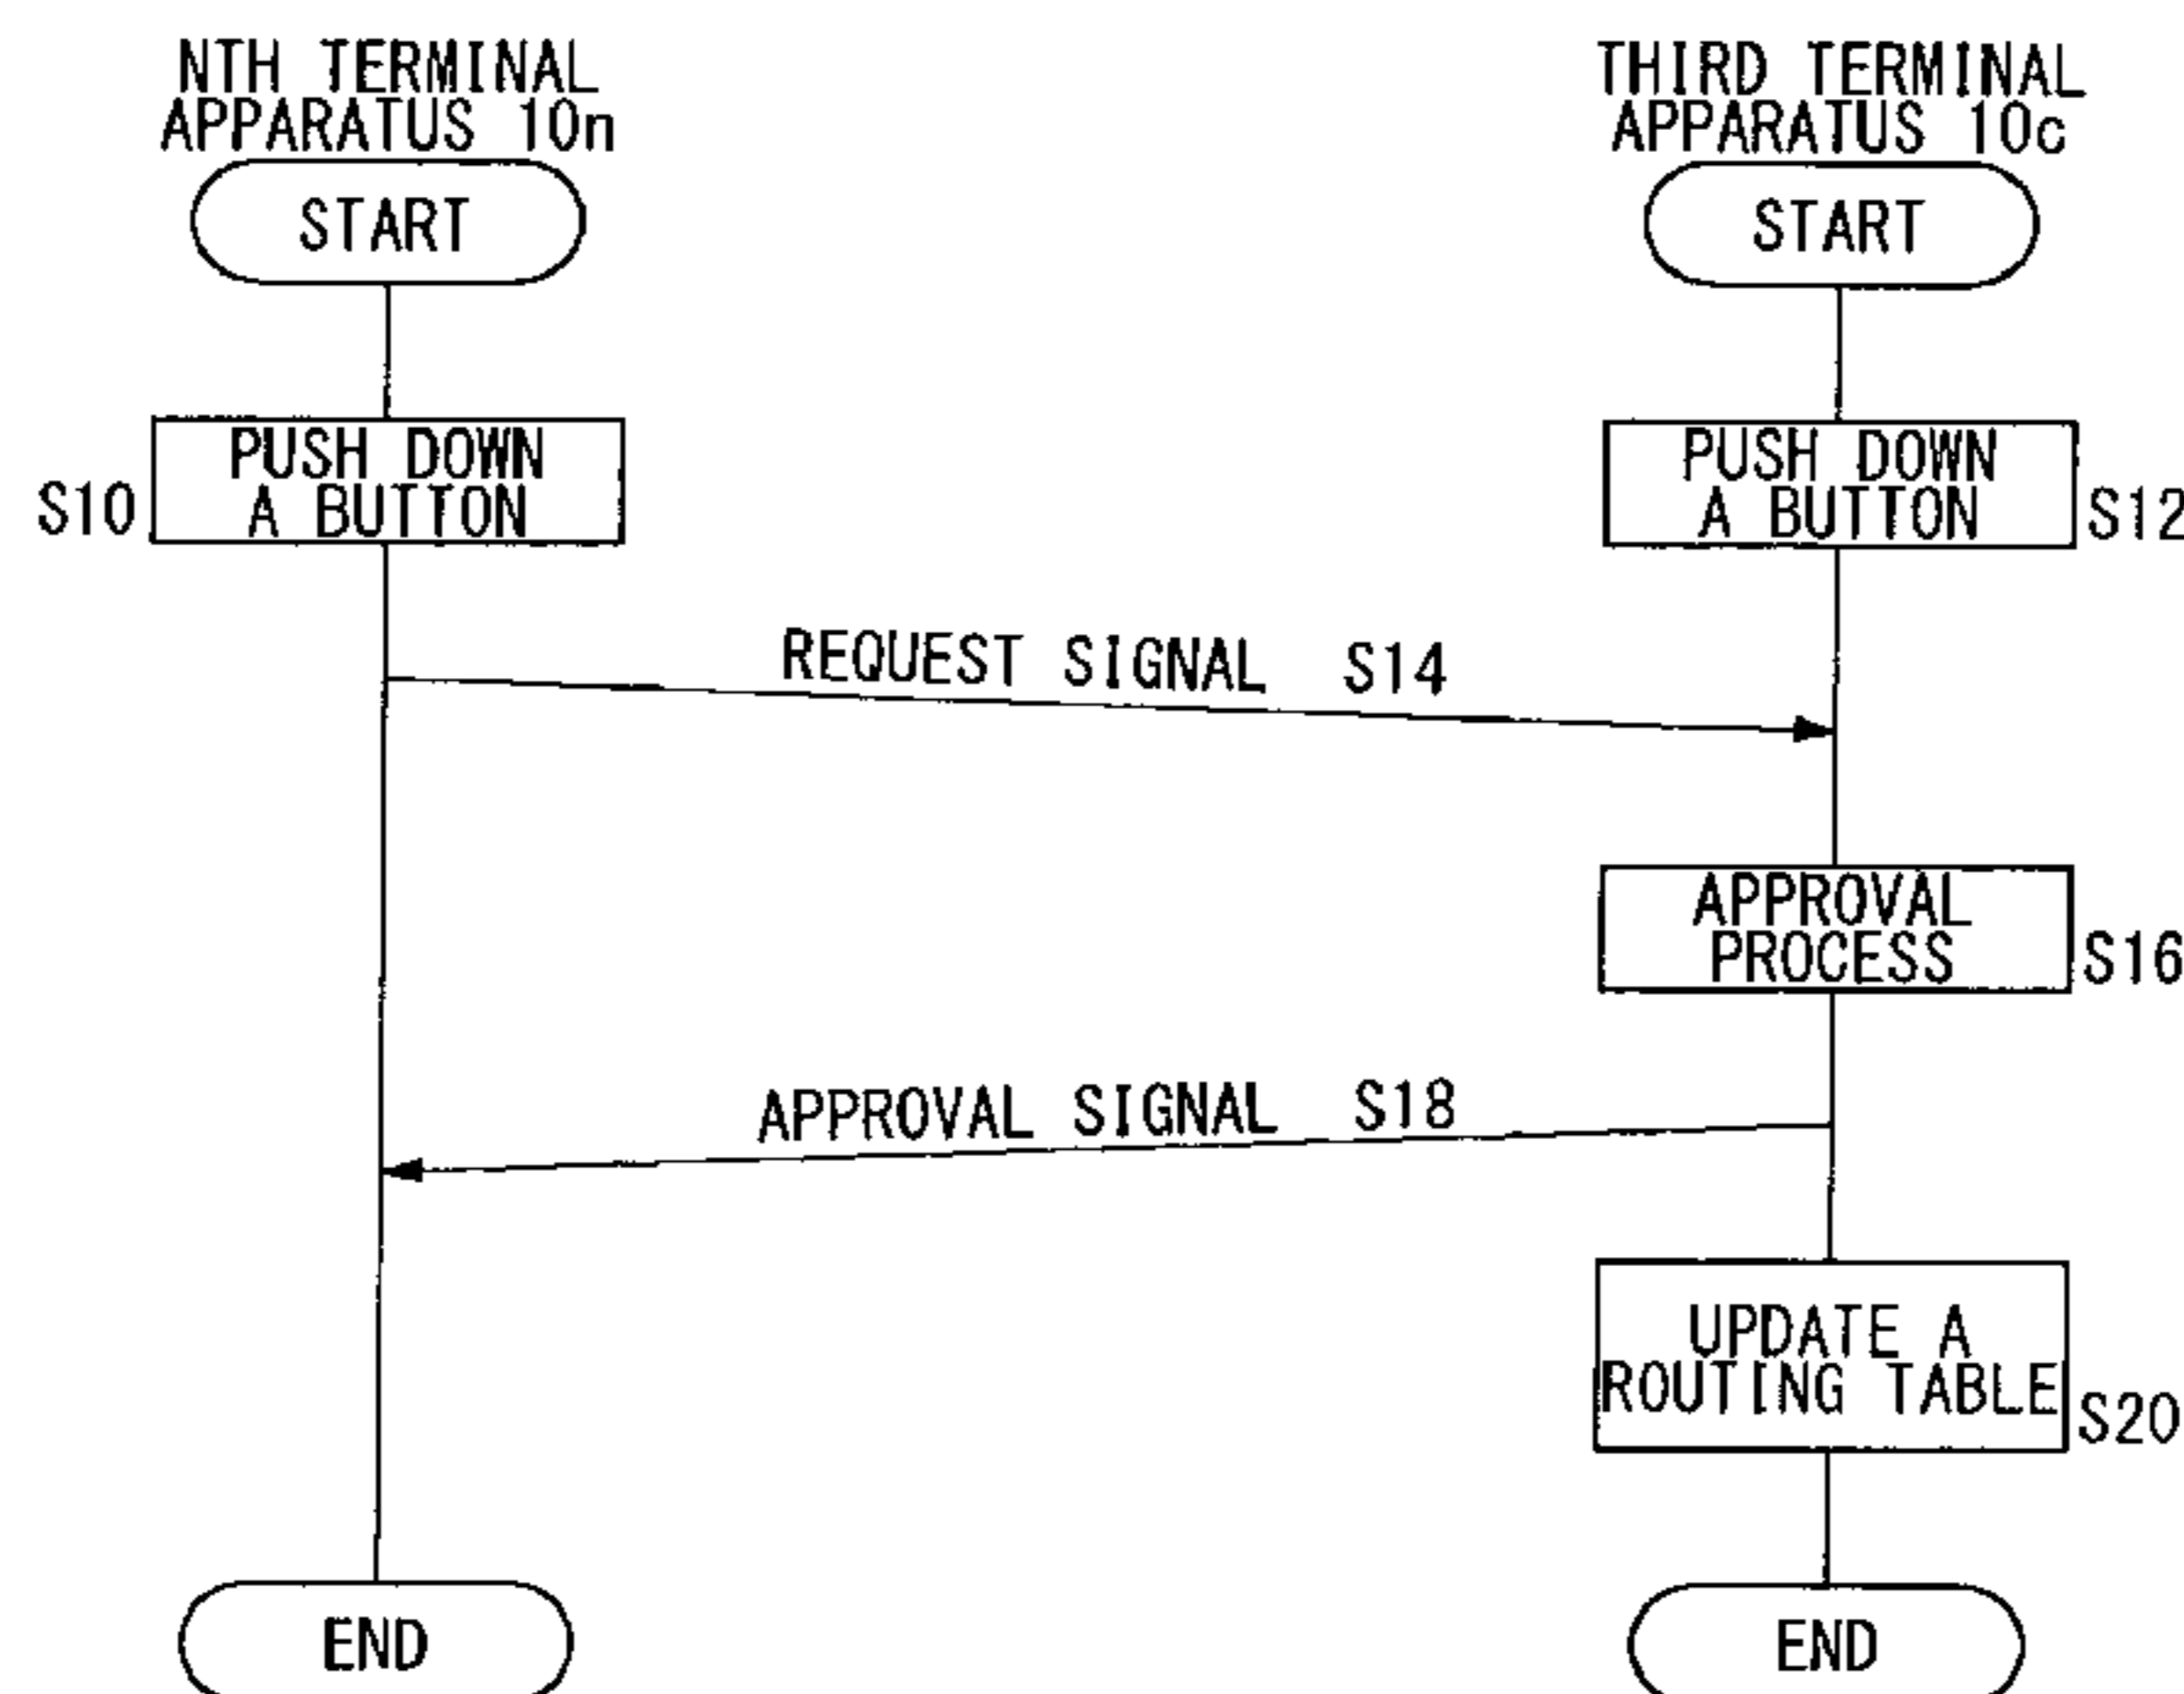 NTH TERMINAL
APPARATUS 10n
THIRD TERMINAL
APPARATUS 10c
START
START
PUSH DOWN
A BUTTON
S10
PUSH DOWN
A BUTTON
S12
REQUEST SIGNAL S14
APPROVAL
PROCESS
S16
APPROVAL SIGNAL S18
UPDATE A
ROUTING TABLE
S20
END
END